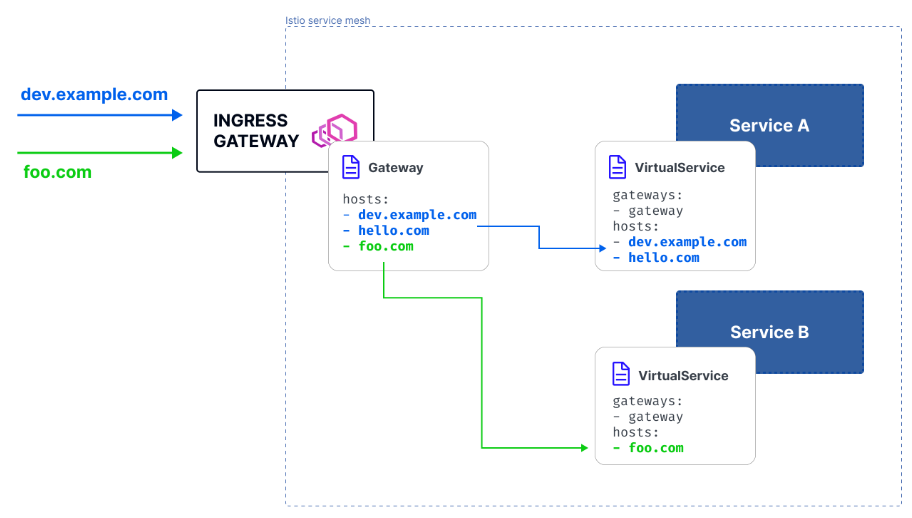 Istio service mesh
dev.example.com
foo.com
INGRESS
GATEWAY
Gateway
hosts:
- dev.example.com
- hello.com
- foo.com
Service A
VirtualService
gateways:
- gateway
hosts:
- dev.example.com
- hello.com
Service B
VirtualService
gateways:
- gateway
hosts:
- foo.com